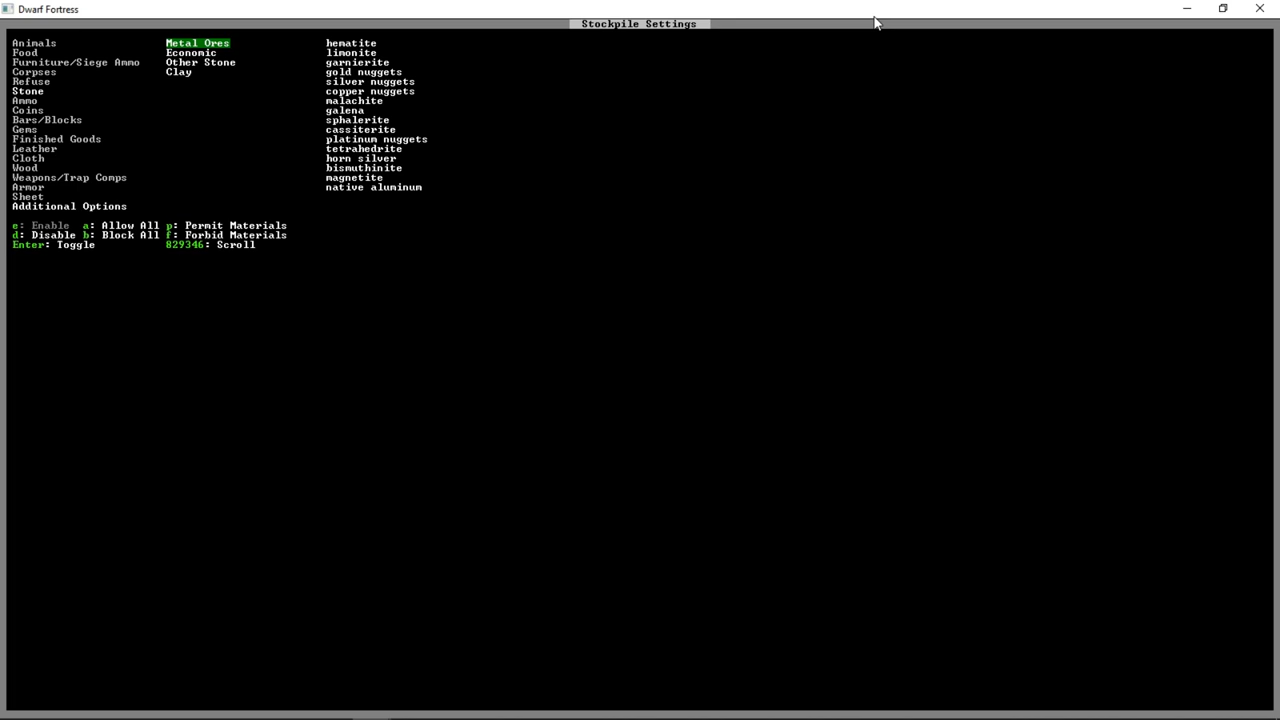 Dwarf Fortress
Stockpile Settings
Animals Metal Ores hematite
Food Economic limonite
Furniture/Siege Ammo Other Stone garnierite
Corpses Clay gold nuggets
Refuse silver nuggets
Stone copper nuggets
Ammo malachite
Coins galena
Bars/Blocks sphalerite
Gems cassiterite
Finished Goods platinum nuggets
Leather tetrahedrite
Cloth horn silver
Wood bismuthinite
Weapons/Trap Comps magnetite
Armor native aluminum
Sheet
Additional Options
e: Enable a: Allow All p: Permit Materials
d: Disable b: Block All f: Forbid Materials
Enter: Toggle 829346: Scroll